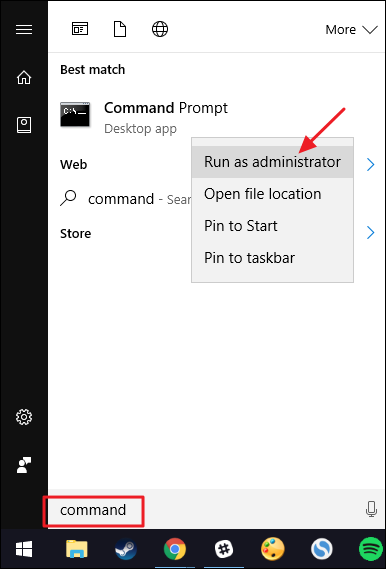 More
Best match
Command Prompt
Desktop app
Web
command - Sear
Store
Run as administrator
Open file location
Pin to Start
Pin to taskbar
command